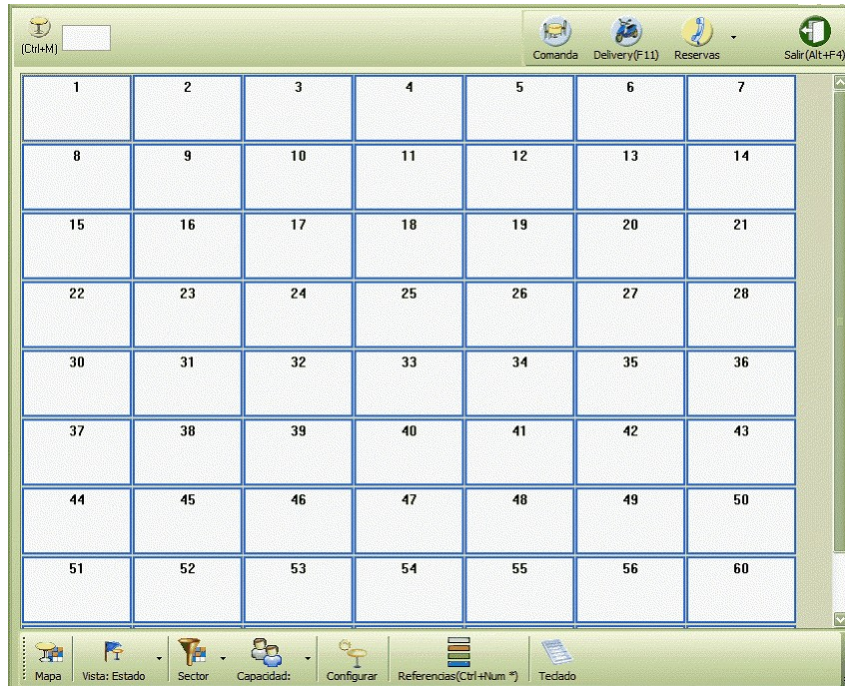 (Ctrl+M)
Comanda Delivery(F11) Reservas Salir(Alt+F4)
1 2 3 4 5 6 7
8 9 10 11 12 13 14
15 16 17 18 19 20 21
22 23 24 25 26 27 28
30 31 32 33 34 35 36
37 38 39 40 41 42 43
44 45 46 47 48 49 50
51 52 53 54 55 56 60
Mapa Vista: Estado Sector Capacidad: Configurar Referencias(Ctrl+Num *) Teclado